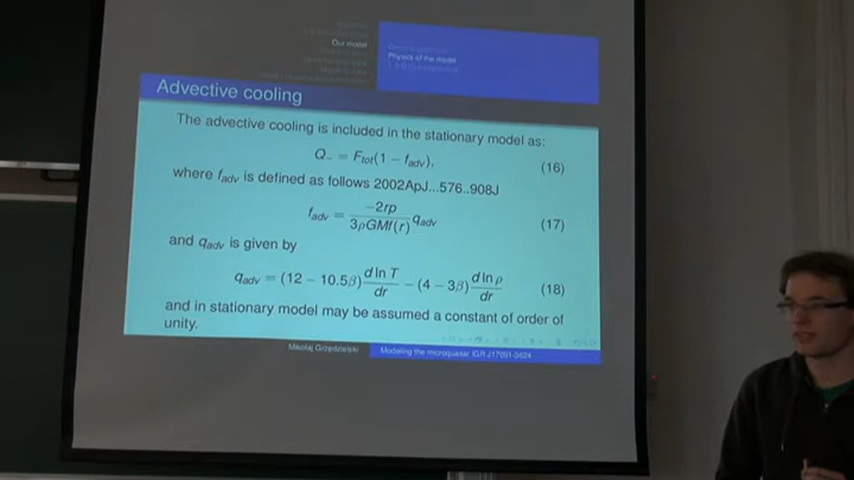 Our model
Physics of the model
Advective cooling
The advective cooling is included in the stationary model as:
Q₋ = F_tot(1 − f_adv), (16)
where f_adv is defined as follows 2002ApJ...576..908J
f_adv = −2rp / 3ρGMf(r) q_adv (17)
and q_adv is given by
q_adv = (12 − 10.5β) d ln T / dr − (4 − 3β) d ln ρ / dr (18)
and in stationary model may be assumed a constant of order of
unity.
Mikołaj Grzędzielski Modeling the microquasar IGR J17091-3624